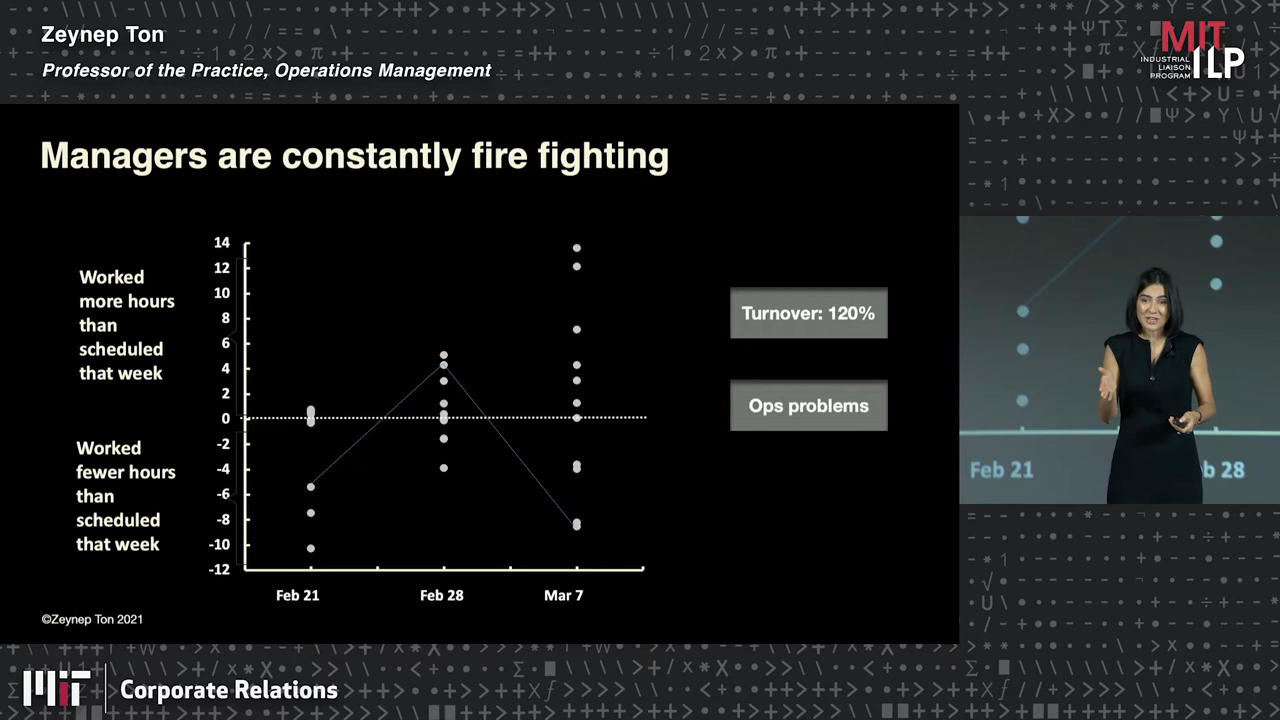 Zeynep Ton
Professor of the Practice, Operations Management
MIT
INDUSTRIAL
LIAISON
PROGRAM
ILP
Managers are constantly fire fighting
Worked
more hours
than
scheduled
that week
Worked
fewer hours
than
scheduled
that week
14
12
10
8
6
4
2
0
-2
-4
-6
-8
-10
-12
Feb 21
Feb 28
Mar 7
Turnover: 120%
Ops problems
©Zeynep Ton 2021
Feb 21
b 28
MIT
Corporate Relations